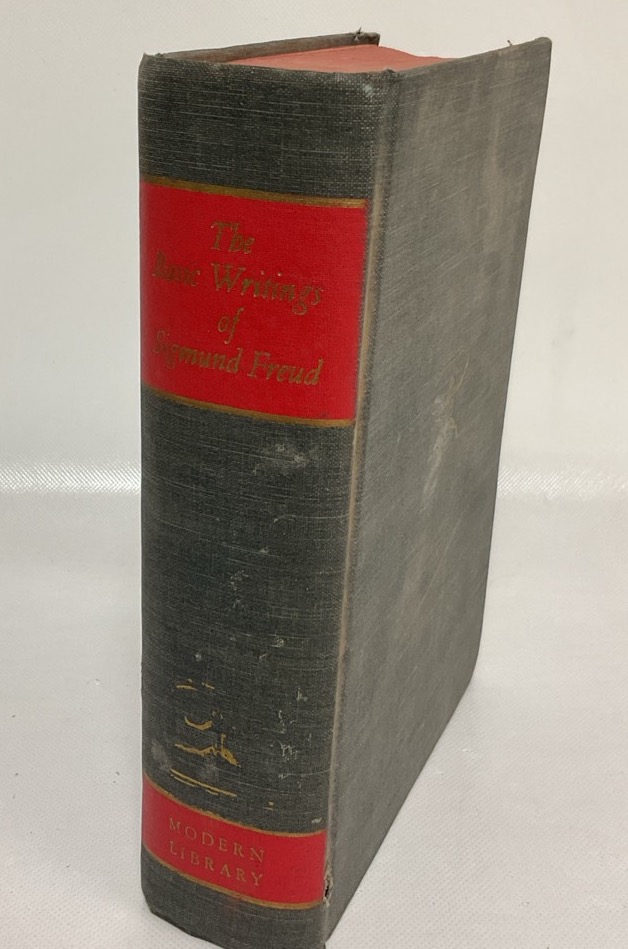 The
Basic Writings
of
Sigmund Freud
MODERN
LIBRARY